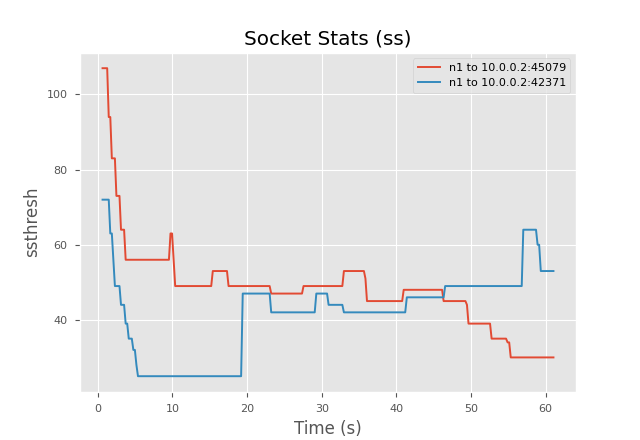 Socket Stats (ss)
n1 to 10.0.0.2:45079
n1 to 10.0.0.2:42371
ssthresh
100
80
60
40
0 10 20 30 40 50 60
Time (s)